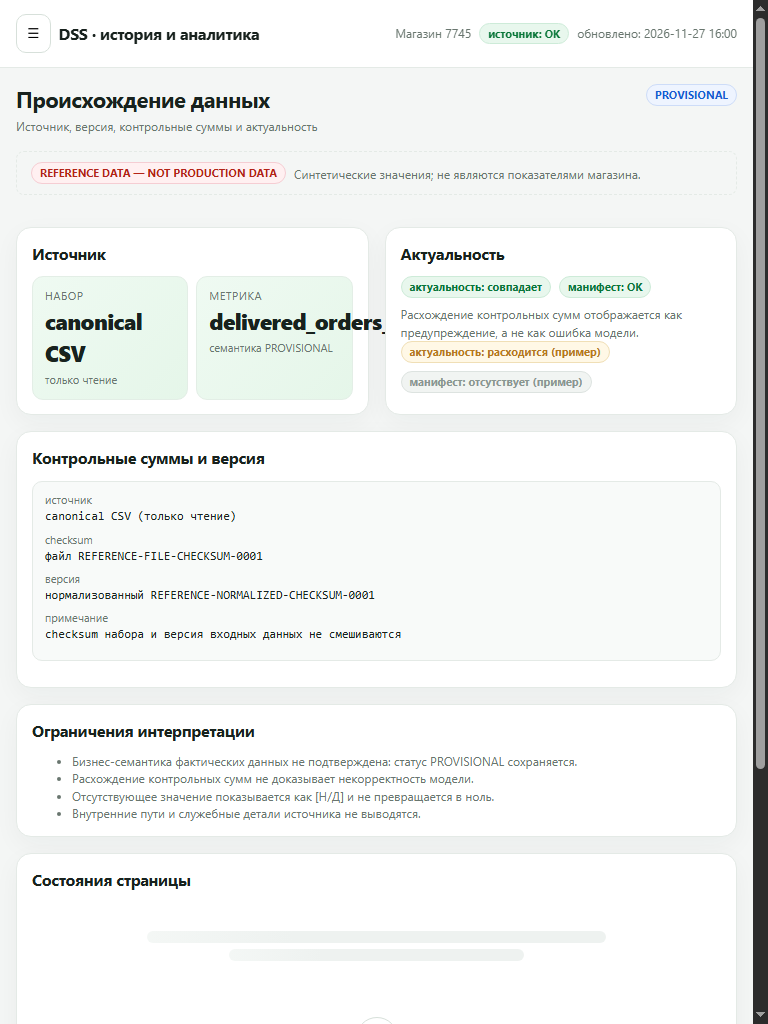 ☰ DSS · история и аналитика Магазин 7745 источник: OK обновлено: 2026-11-27 16:00
Происхождение данных PROVISIONAL
Источник, версия, контрольные суммы и актуальность
REFERENCE DATA — NOT PRODUCTION DATA Синтетические значения; не являются показателями магазина.
Источник
НАБОР
canonical
CSV
только чтение
МЕТРИКА
delivered_orders_
семантика PROVISIONAL
Актуальность
актуальность: совпадает манифест: OK
Расхождение контрольных сумм отображается как
предупреждение, а не как ошибка модели.
актуальность: расходится (пример)
манифест: отсутствует (пример)
Контрольные суммы и версия
источник
canonical CSV (только чтение)
checksum
файл REFERENCE-FILE-CHECKSUM-0001
версия
нормализованный REFERENCE-NORMALIZED-CHECKSUM-0001
примечание
checksum набора и версия входных данных не смешиваются
Ограничения интерпретации
• Бизнес-семантика фактических данных не подтверждена: статус PROVISIONAL сохраняется.
• Расхождение контрольных сумм не доказывает некорректность модели.
• Отсутствующее значение показывается как [Н/Д] и не превращается в ноль.
• Внутренние пути и служебные детали источника не выводятся.
Состояния страницы